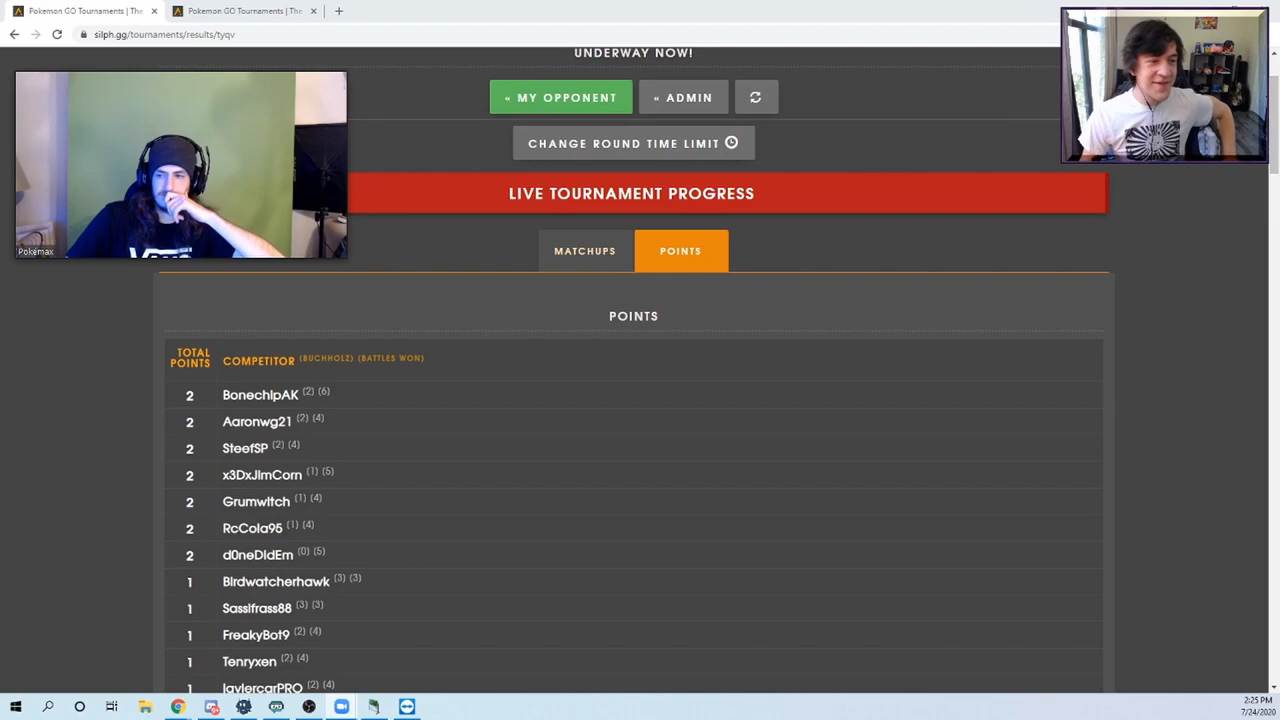 Pokemon GO Tournaments | The
Pokemon GO Tournaments | The
silph.gg/tournaments/results/tyqv
UNDERWAY NOW!
« MY OPPONENT
« ADMIN
CHANGE ROUND TIME LIMIT
LIVE TOURNAMENT PROGRESS
VANS
Pokémax
MATCHUPS
POINTS
POINTS
TOTAL POINTS COMPETITOR (BUCHHOLZ) (BATTLES WON)
2 BonechipAK (2) (6)
2 Aaronwg21 (2) (4)
2 SteefSP (2) (4)
2 x3DxJimCorn (1) (5)
2 Grumwitch (1) (4)
2 RcCola95 (1) (4)
2 d0neDidEm (0) (5)
1 Birdwatcherhawk (3) (3)
1 Sassifrass88 (3) (3)
1 FreakyBot9 (2) (4)
1 Tenryxen (2) (4)
1 (2) (4)
2:25 PM
7/24/2020